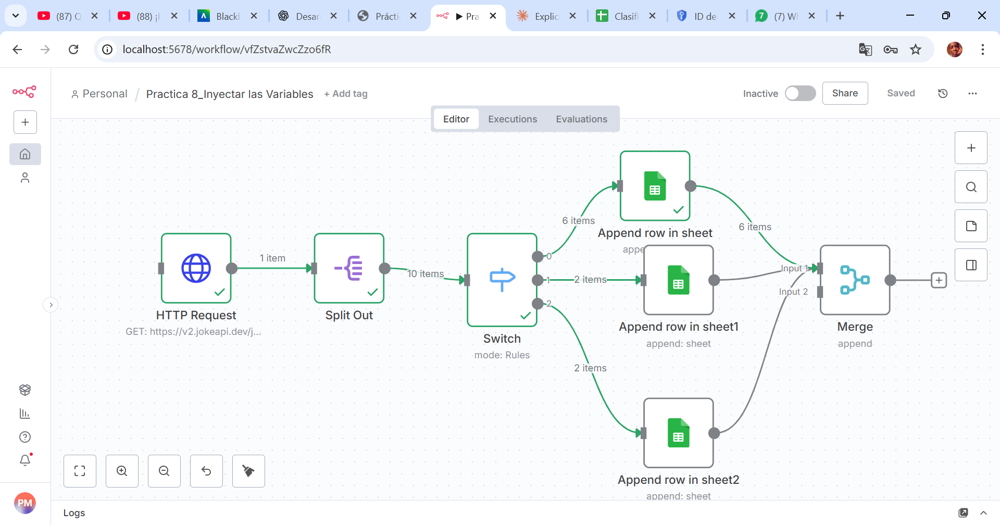 (87) Q
(88) ¡I
Blackb
Desar
Prácti
▶ Pra
Explic
Clasifi
ID de
(7) W
localhost:5678/workflow/vfZstvaZwcZzo6fR
Personal / Practica 8_Inyectar las Variables + Add tag
Inactive
Share
Saved
Editor
Executions
Evaluations
6 items
6 items
Append row in sheet
appe
1 item
10 items
0
1
2 items
2
Input 1
Input 2
HTTP Request
GET: https://v2.jokeapi.dev/j...
Split Out
Switch
mode: Rules
Append row in sheet1
append: sheet
Merge
append
2 items
Append row in sheet2
append: sheet
PM
Logs